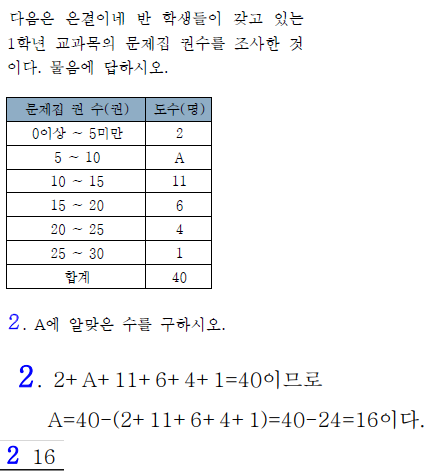 다음은 은결이네 반 학생들이 갖고 있는
1학년 교과목의 문제집 권수를 조사한 것
이다. 물음에 답하시오.
문제집 권 수(권) 도수(명)
0이상 ~ 5미만 2
5 ~ 10 A
10 ~ 15 11
15 ~ 20 6
20 ~ 25 4
25 ~ 30 1
합계 40
2. A에 알맞은 수를 구하시오.
2. 2+A+11+6+4+1=40이므로
A=40-(2+11+6+4+1)=40-24=16이다.
2 16